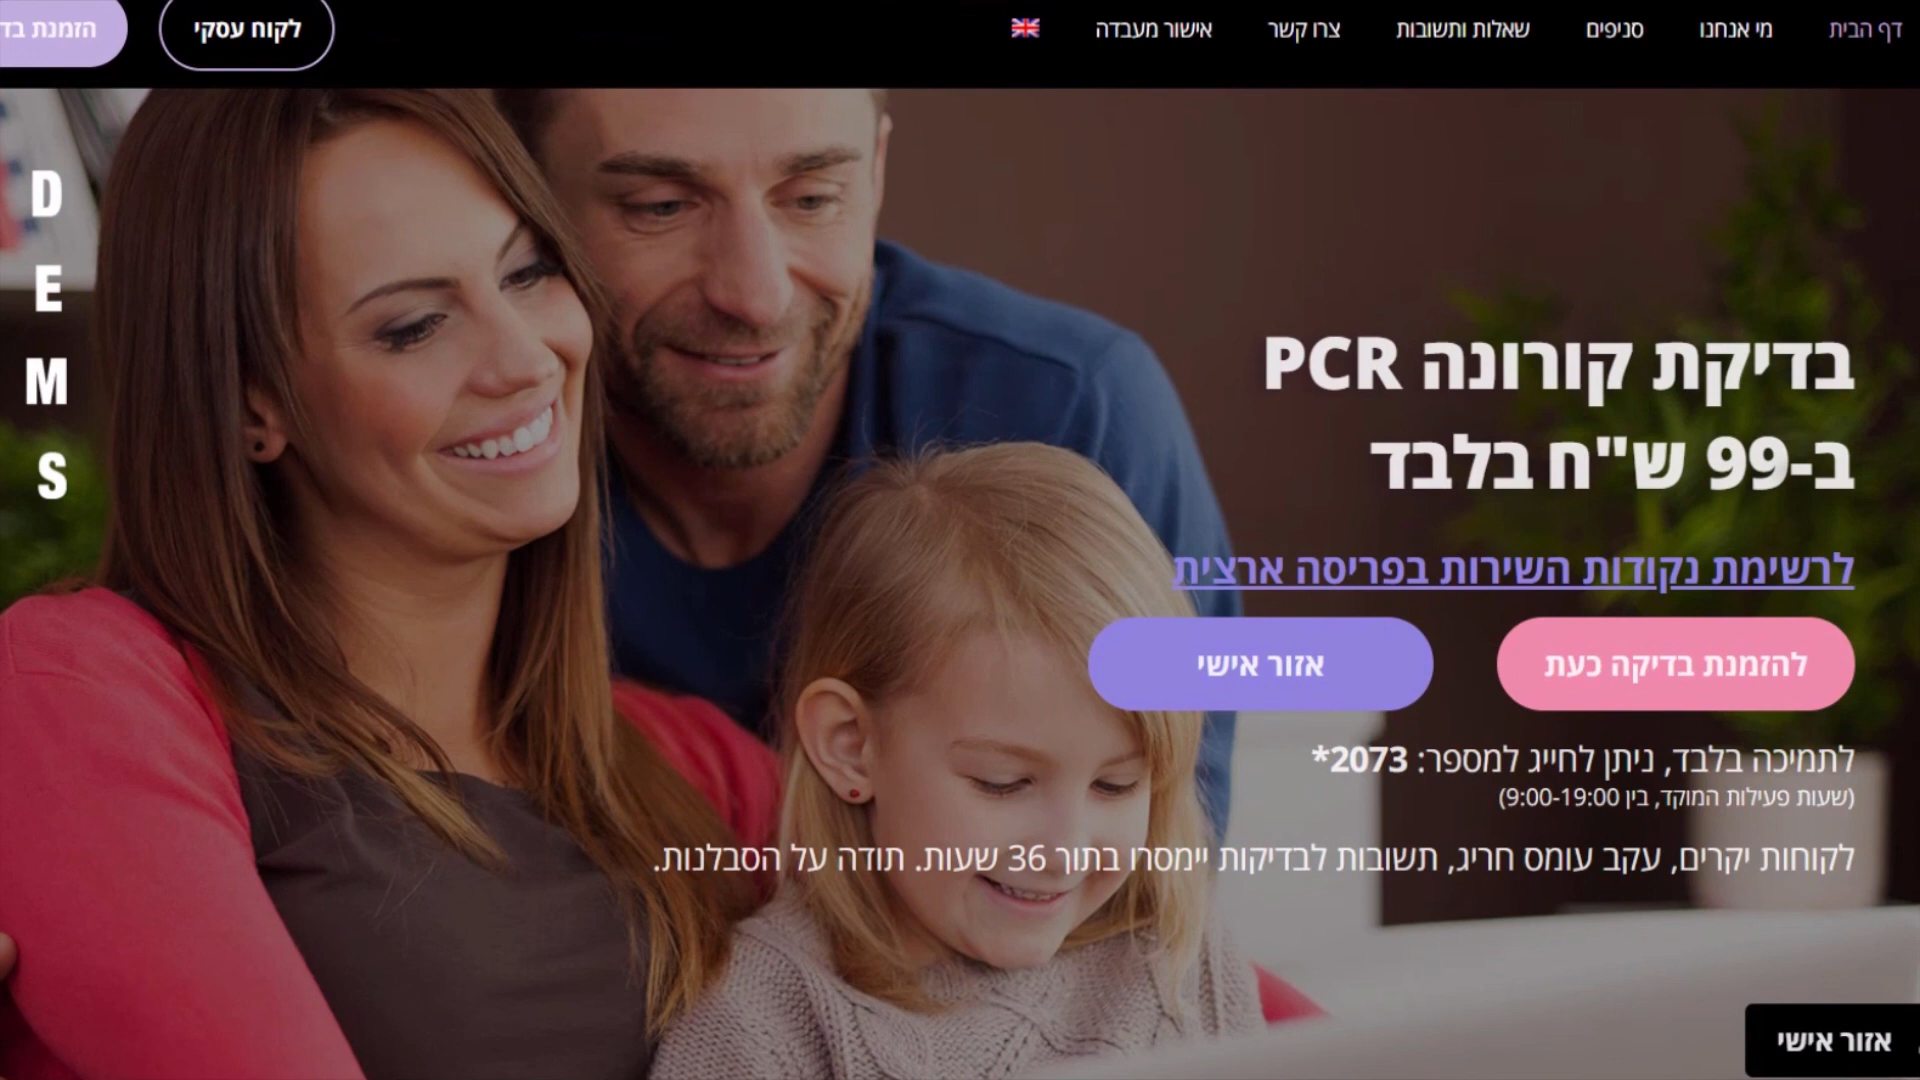 דף הבית
מי אנחנו
סניפים
שאלות ותשובות
צרו קשר
אישור מעבדה
לקוח עסקי
הזמנת
DEMS
בדיקת קורונה PCR
ב-99 ש"ח בלבד
לרשימת נקודות השירות בפריסה ארצית
להזמנת בדיקה כעת
אזור אישי
לתמיכה בלבד, ניתן לחייג למספר: 2073*
(שעות פעילות המוקד, בין 9:00-19:00)
לקוחות יקרים, עקב עומס חריג, תשובות לבדיקות יימסרו בתוך 36 שעות. תודה על הסבלנות.
אזור אישי